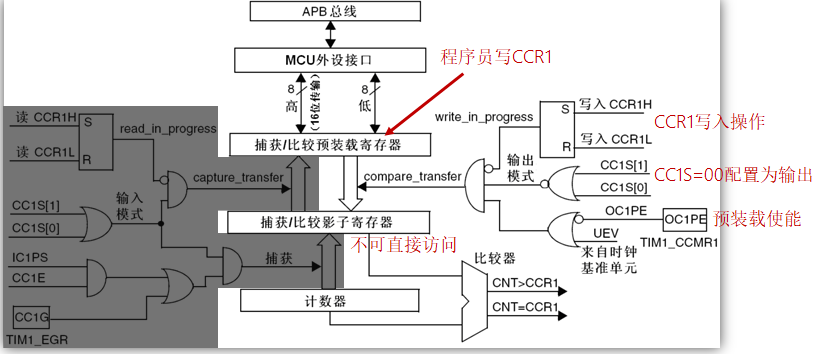 APB总线
MCU外设接口
程序员写CCR1
8
高
(16位传输)
8
低
读 CCR1H
S
read_in_progress
读 CCR1L
R
捕获/比较预装载寄存器
write_in_progress
S
写入 CCR1H
R
写入 CCR1L
CCR1写入操作
输入
模式
capture_transfer
compare_transfer
输出
模式
CC1S[1]
CC1S[0]
CC1S=00配置为输出
CC1S[1]
CC1S[0]
捕获/比较影子寄存器
不可直接访问
OC1PE
OC1PE
预装载使能
UEV
TIM1_CCMR1
来自时钟
基准单元
IC1PS
CC1E
捕获
比较器
CNT>CCR1
CNT=CCR1
计数器
CC1G
TIM1_EGR